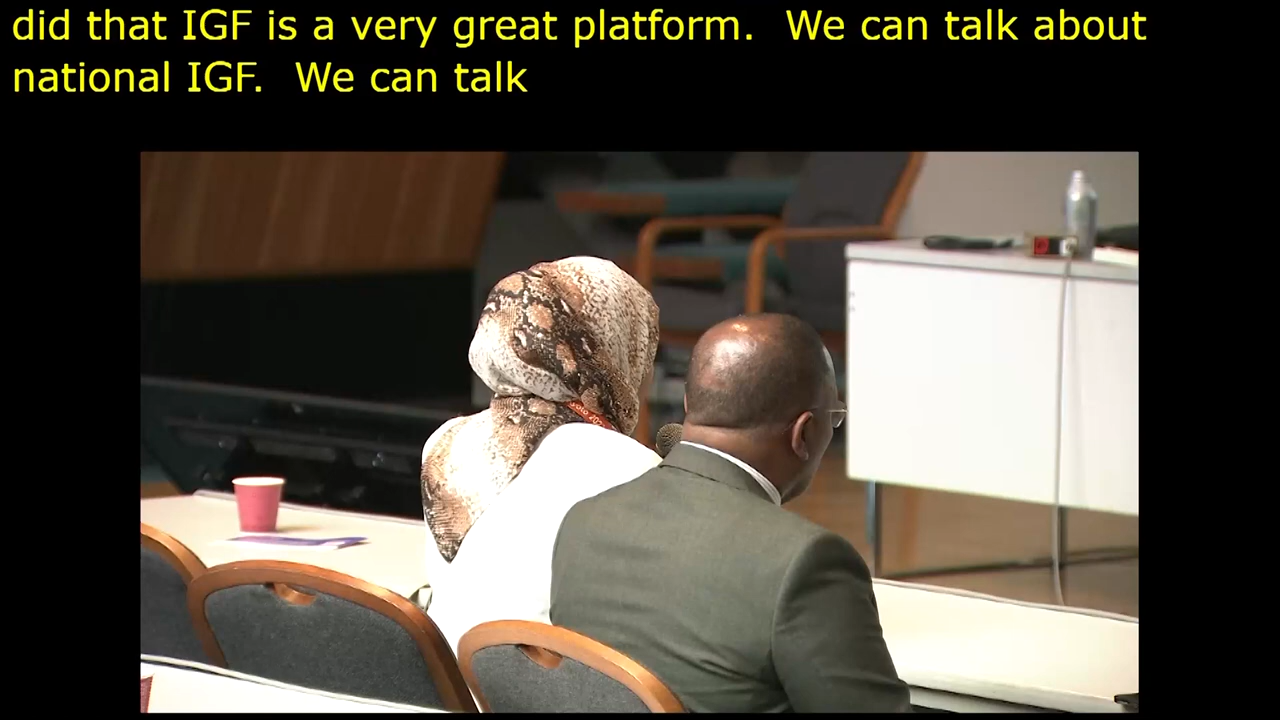 did that IGF is a very great platform.  We can talk about
national IGF.  We can talk